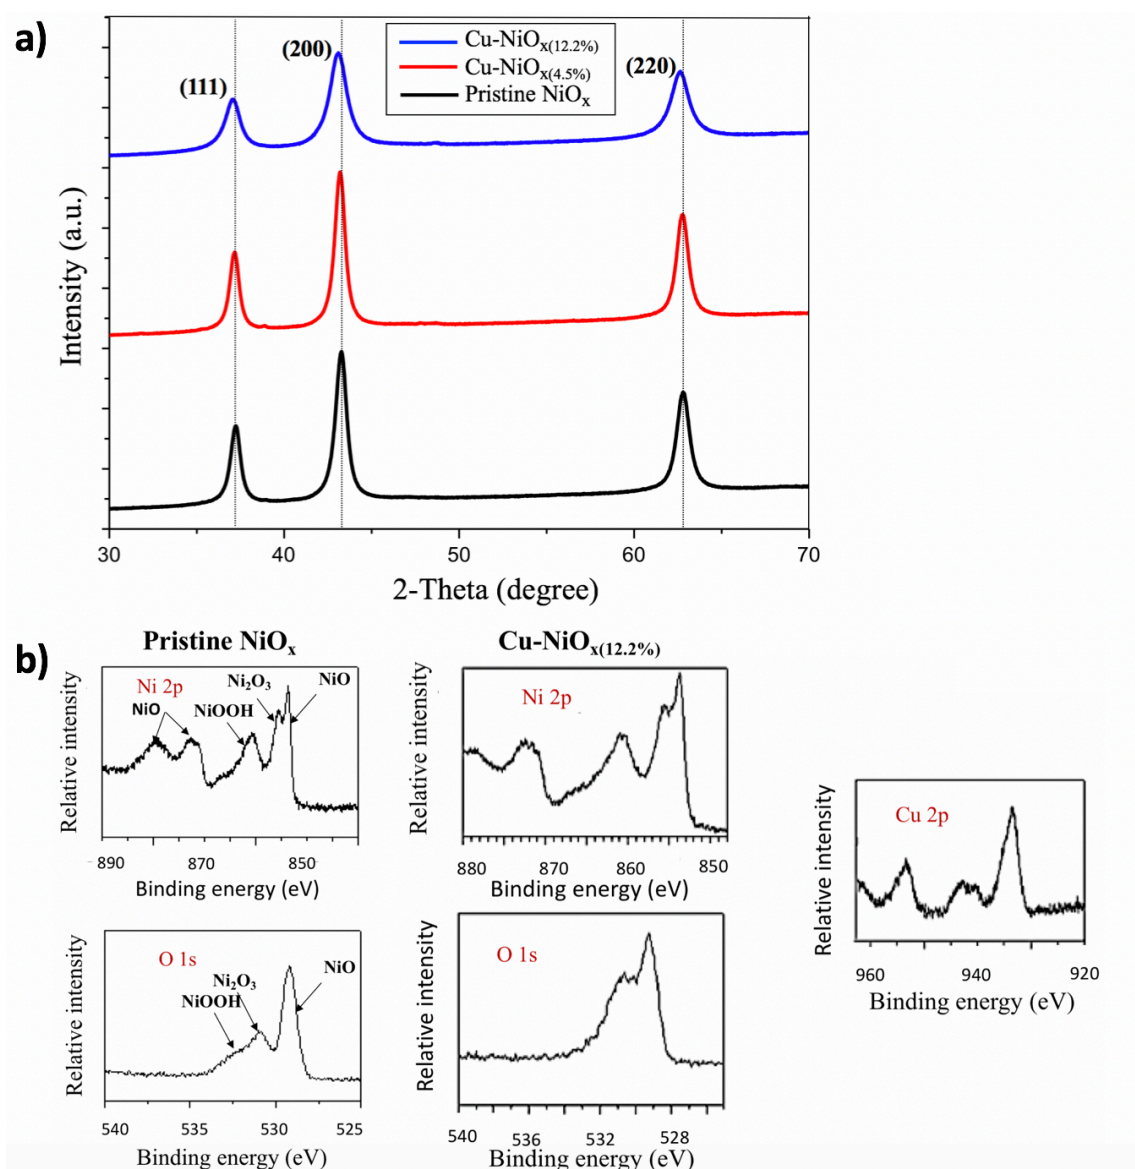 a)
Cu-NiOx(12.2%)
Cu-NiOx(4.5%)
Pristine NiOx
(111)
(200)
(220)
Intensity (a.u.)
30
40
50
60
70
2-Theta (degree)
b)
Pristine NiOx
Relative intensity
Ni 2p
NiO
NiOOH
Ni2O3
NiO
890
870
850
Binding energy (eV)
Cu-NiOx(12.2%)
Relative intensity
Ni 2p
880
870
860
850
Binding energy (eV)
Relative intensity
Cu 2p
960
940
920
Binding energy (eV)
Relative intensity
O 1s
Ni2O3
NiOOH
NiO
540
535
530
525
Binding energy (eV)
Relative intensity
O 1s
540
536
532
528
Binding energy (eV)